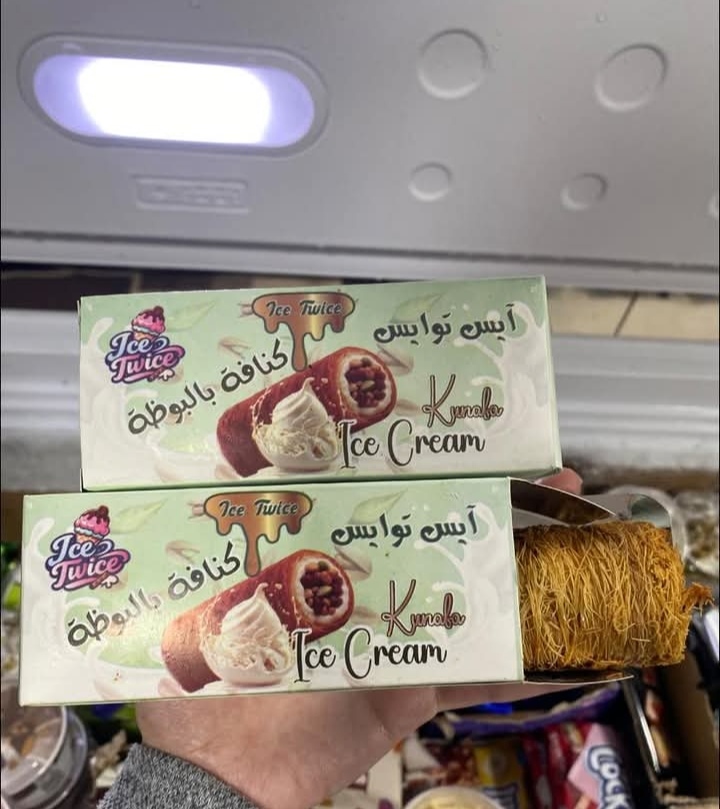 Ice Twice
Ice
Twice
آيس توايس
كنافة بالبوظة
Kunafa
Ice Cream
Ice Twice
Ice
Twice
آيس توايس
كنافة بالبوظة
Kunafa
Ice Cream